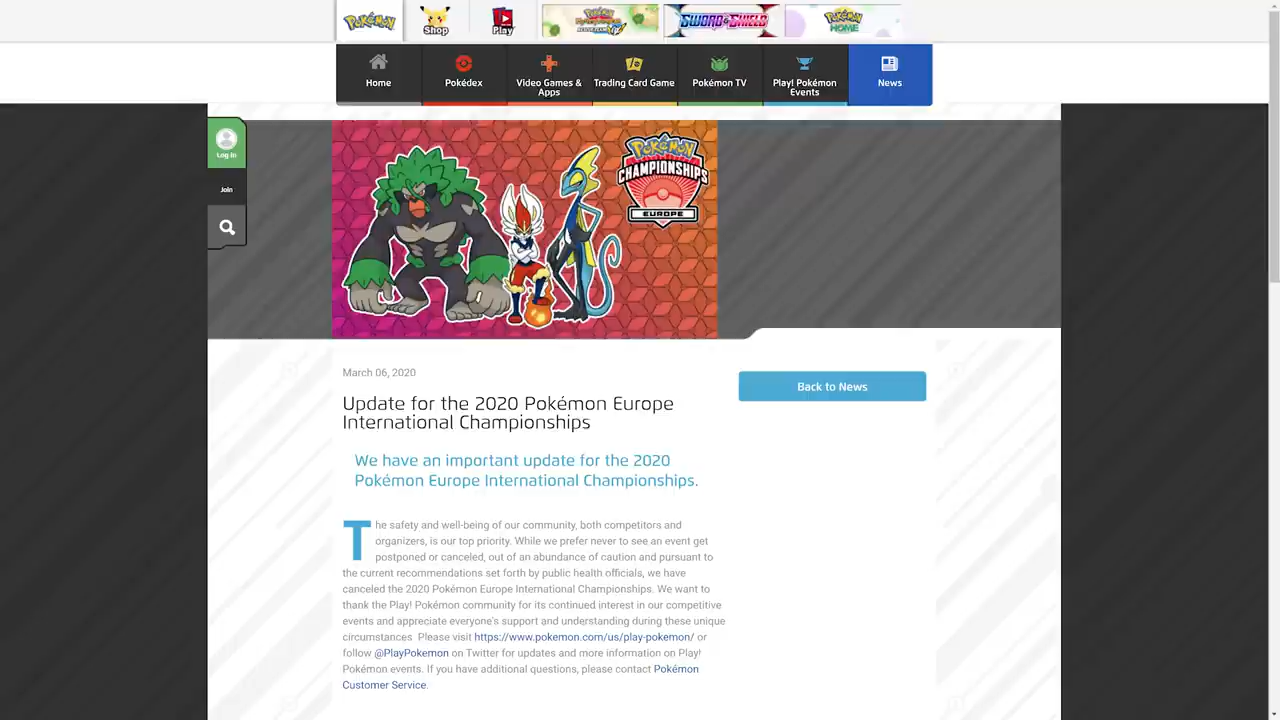 Pokémon
Shop
Play
Pokémon
SWORD & SHIELD
Pokémon
HOME
Home
Pokédex
Video Games &
Apps
Trading Card Game
Pokémon TV
Play! Pokémon
Events
News
Log In
Join
Pokémon
CHAMPIONSHIPS
EUROPE
March 06, 2020
Back to News
Update for the 2020 Pokémon Europe
International Championships
We have an important update for the 2020
Pokémon Europe International Championships.
The safety and well-being of our community, both competitors and
organizers, is our top priority. While we prefer never to see an event get
postponed or canceled, out of an abundance of caution and pursuant to
the current recommendations set forth by public health officials, we have
canceled the 2020 Pokémon Europe International Championships. We want to
thank the Play! Pokémon community for its continued interest in our competitive
events and appreciate everyone's support and understanding during these unique
circumstances. Please visit https://www.pokemon.com/us/play-pokemon/ or
follow @PlayPokemon on Twitter for updates and more information on Play!
Pokémon events. If you have additional questions, please contact Pokémon
Customer Service.